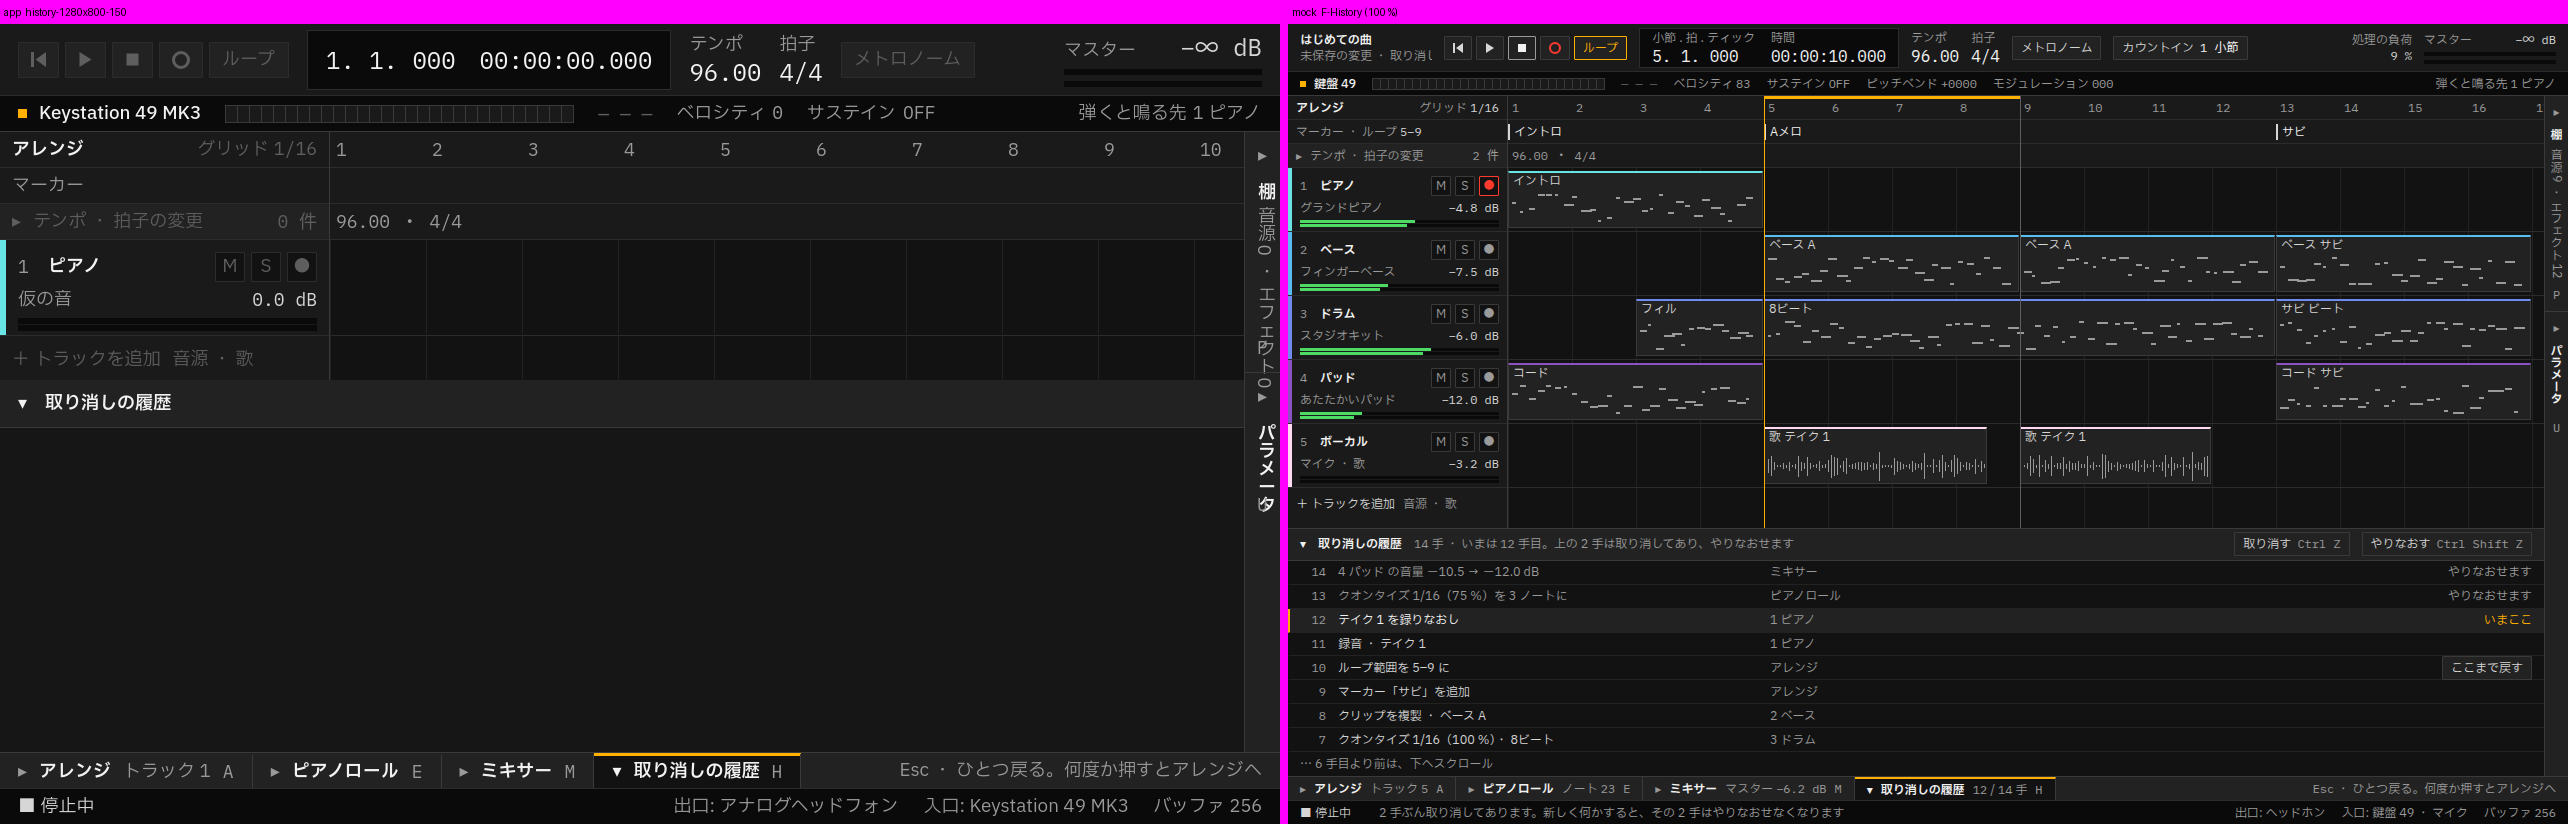 app history-1280x800-150
ループ
1. 1. 000 00:00:00.000
テンポ 拍子
96.00 4/4
メトロノーム
マスター −∞ dB
Keystation 49 MK3
– – –
ベロシティ 0 サステイン OFF
弾くと鳴る先 1 ピアノ
アレンジ グリッド 1/16
1 2 3 4 5 6 7 8 9 10
マーカー
▸ テンポ ・ 拍子の変更 0 件
96.00 ・ 4/4
1 ピアノ M S ●
仮の音 0.0 dB
＋ トラックを追加 音源 ・ 歌
▾ 取り消しの履歴
▸ 棚 音源 0 ・ エフェクト 0 P
▸ パラメータ U
▸ アレンジ トラック 1 A
▸ ピアノロール E
▸ ミキサー M
▾ 取り消しの履歴 H
Esc ・ ひとつ戻る。何度か押すとアレンジへ
■ 停止中
出口: アナログヘッドフォン 入口: Keystation 49 MK3 バッファ 256
mock F-History (100 %)
はじめての曲
未保存の変更 ・ 取り消し
ループ
小節 . 拍 . ティック 時間
5. 1. 000 00:00:10.000
テンポ 拍子
96.00 4/4
メトロノーム
カウントイン 1 小節
処理の負荷
9 %
マスター −∞ dB
鍵盤 49
– – –
ベロシティ 83 サステイン OFF ピッチベンド +0000 モジュレーション 000
弾くと鳴る先 1 ピアノ
アレンジ グリッド 1/16
1 2 3 4 5 6 7 8 9 10 11 12 13 14 15 16 1
マーカー ・ ループ 5–9
イントロ Aメロ サビ
▸ テンポ ・ 拍子の変更 2 件
96.00 ・ 4/4
1 ピアノ M S ●
グランドピアノ −4.8 dB
イントロ
2 ベース M S ●
フィンガーベース −7.5 dB
ベース A ベース A ベース サビ
3 ドラム M S ●
スタジオキット −6.0 dB
フィル 8ビート サビ ビート
4 パッド M S ●
あたたかいパッド −12.0 dB
コード コード サビ
5 ボーカル M S ●
マイク ・ 歌 −3.2 dB
歌 テイク 1 歌 テイク 1
＋ トラックを追加 音源 ・ 歌
▸ 棚 音源 9 ・ エフェクト 12 P
▸ パラメータ U
▾ 取り消しの履歴 14 手 ・ いまは 12 手目。上の 2 手は取り消してあり、やりなおせます
取り消す Ctrl Z やりなおす Ctrl Shift Z
14 4 パッド の音量 −10.5 → −12.0 dB ミキサー やりなおせます
13 クオンタイズ 1/16（75 %）を 3 ノートに ピアノロール やりなおせます
12 テイク 1 を録りなおし 1 ピアノ いまここ
11 録音 ・ テイク 1 1 ピアノ
10 ループ範囲を 5–9 に アレンジ ここまで戻す
9 マーカー「サビ」を追加 アレンジ
8 クリップを複製 ・ ベース A 2 ベース
7 クオンタイズ 1/16（100 %）・ 8ビート 3 ドラム
… 6 手目より前は、下へスクロール
▸ アレンジ トラック 5 A
▸ ピアノロール ノート 23 E
▸ ミキサー マスター −6.2 dB M
▾ 取り消しの履歴 12 / 14 手 H
Esc ・ ひとつ戻る。何度か押すとアレンジへ
■ 停止中
2 手ぶん取り消してあります。新しく何かすると、その 2 手はやりなおせなくなります
出口: ヘッドホン 入口: 鍵盤 49 ・ マイク バッファ 256